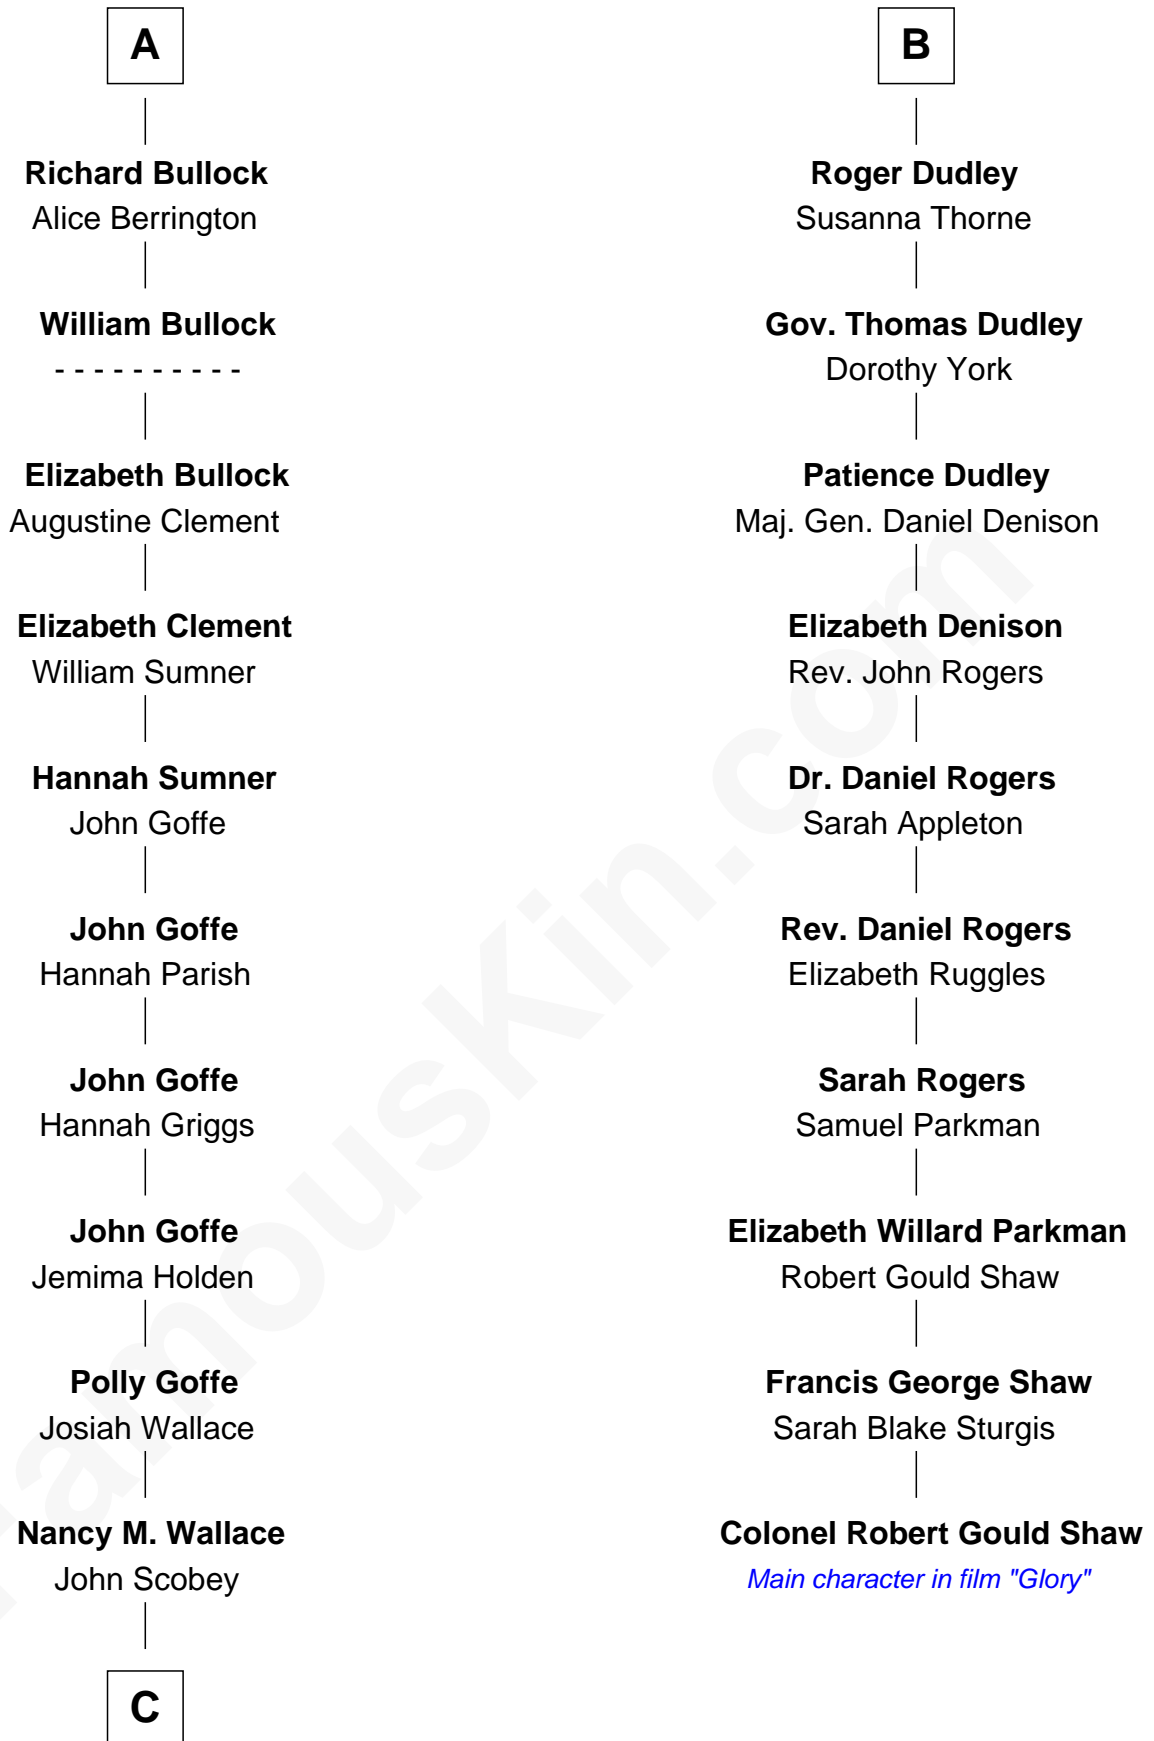 A
Richard Bullock
Alice Berrington
William Bullock
- - - - - - - - - -
Elizabeth Bullock
Augustine Clement
Elizabeth Clement
William Sumner
Hannah Sumner
John Goffe
John Goffe
Hannah Parish
John Goffe
Hannah Griggs
John Goffe
Jemima Holden
Polly Goffe
Josiah Wallace
Nancy M. Wallace
John Scobey
C
B
Roger Dudley
Susanna Thorne
Gov. Thomas Dudley
Dorothy York
Patience Dudley
Maj. Gen. Daniel Denison
Elizabeth Denison
Rev. John Rogers
Dr. Daniel Rogers
Sarah Appleton
Rev. Daniel Rogers
Elizabeth Ruggles
Sarah Rogers
Samuel Parkman
Elizabeth Willard Parkman
Robert Gould Shaw
Francis George Shaw
Sarah Blake Sturgis
Colonel Robert Gould Shaw
Main character in film "Glory"
FamousKin.com